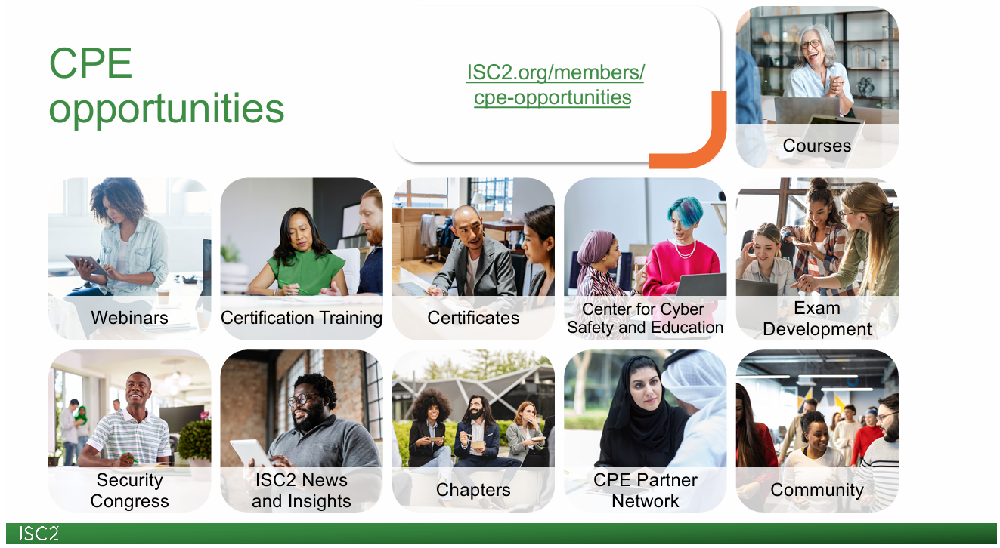 CPE
opportunities
ISC2.org/members/
cpe-opportunities
Courses
Webinars
Certification Training
Certificates
Center for Cyber
Safety and Education
Exam
Development
Security
Congress
ISC2 News
and Insights
Chapters
CPE Partner
Network
Community
ISC2